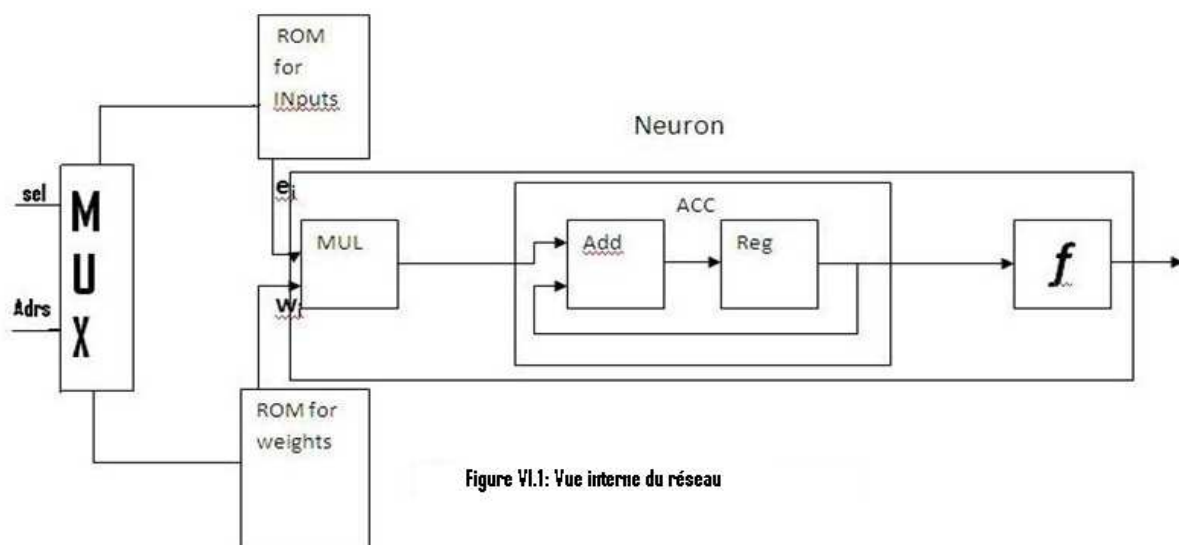 ROM
for
INputs
Neuron
sel
MUX
Adrs
ei
MUL
wi
ACC
Add
Reg
f
ROM for
weights
Figure VI.1: Vue interne du réseau